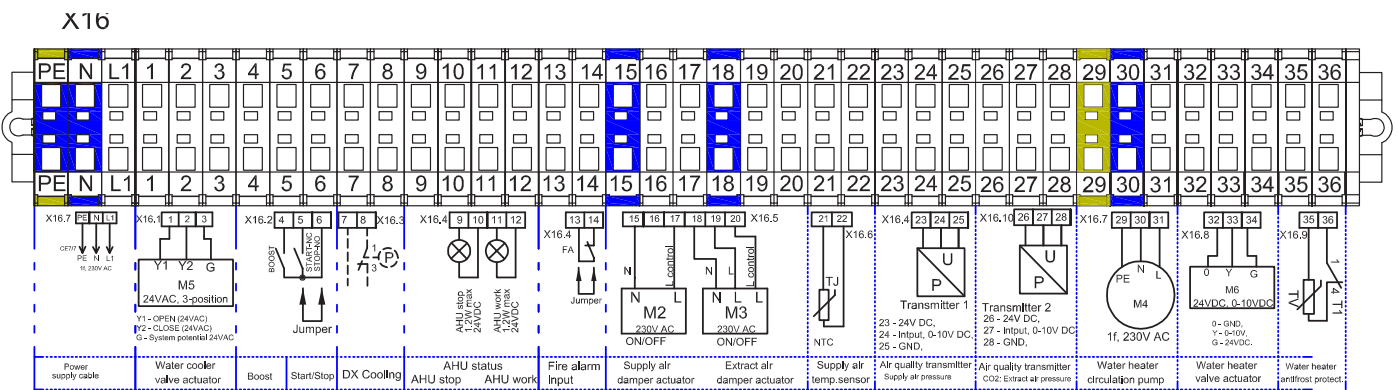 X16
PE N L1 1 2 3 4 5 6 7 8 9 10 11 12 13 14 15 16 17 18 19 20 21 22 23 24 25 26 27 28 29 30 31 32 33 34 35 36
PE N L1 1 2 3 4 5 6 7 8 9 10 11 12 13 14 15 16 17 18 19 20 21 22 23 24 25 26 27 28 29 30 31 32 33 34 35 36
X16.7 PE N L1
PE N L1
1f, 230V AC
Power
supply cable
X16.1 1 2 3
Y1 Y2 G
M5
24VAC, 3-position
Y1 - OPEN (24VAC)
Y2 - CLOSE (24VAC)
G - System potential 24VAC
Water cooler
valve actuator
X16.2 4 5 6
BOOST
START-NC
STOP-NO
Jumper
Boost
Start/Stop
7 8 X16.3
1
3
P
DX Cooling
X16.4 9 10 11 12
AHU stop
1,2W max
24VDC
AHU work
1,2W max
24VDC
AHU status
AHU stop AHU work
13 14
X16.4
FA
Jumper
Fire alarm
Input
15 16 17 18 19 20 X16.5
N
L control
N
L
L control
N L
M2
230V AC
ON/OFF
N L
M3
230V AC
ON/OFF
Supply air
damper actuator
Extract air
damper actuator
21 22
X16.6
TJ
NTC
Supply air
temp.sensor
X16.4 23 24 25
U
P
Transmitter 1
23 - 24V DC,
24 - Intput, 0-10V DC
25 - GND,
Air quality transmitter
Supply air pressure
X16.10 26 27 28
U
P
Transmitter 2
26 - 24V DC,
27 - Intput, 0-10V DC
28 - GND,
Air quality transmitter
CO2: Extract air pressure
X16.7 29 30 31
PE N L
M4
1f, 230V AC
Water heater
circulation pump
32 33 34
X16.8
0 Y G
M6
24VDC, 0-10VDC
0 - GND,
Y - 0-10V,
G - 24VDC.
Water heater
valve actuator
35 36
X16.9
TV
1
4
T1
Water heater
antifrost protect.